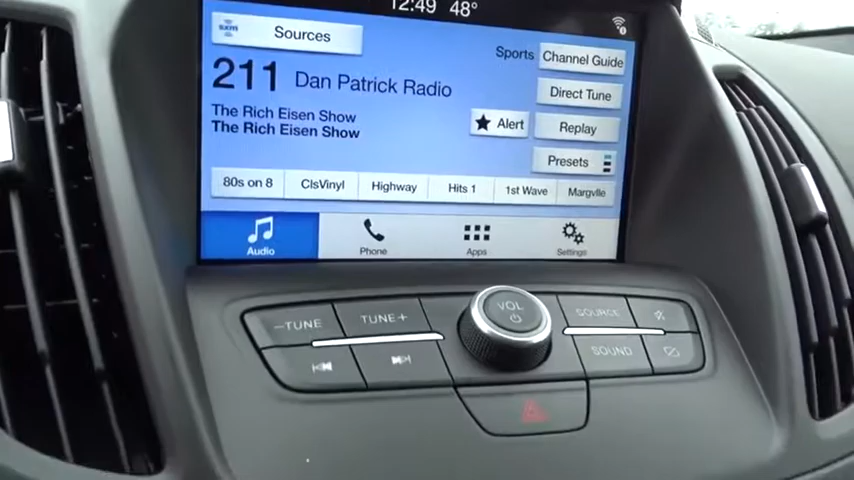 12:49 48°
sxm
Sources
Sports
Channel Guide
211 Dan Patrick Radio
Direct Tune
The Rich Eisen Show
The Rich Eisen Show
Alert
Replay
Presets
80s on 8 ClsVinyl Highway Hits 1 1st Wave Margvlle
Audio Phone Apps Settings
VOL
−TUNE TUNE+
SOURCE
SOUND